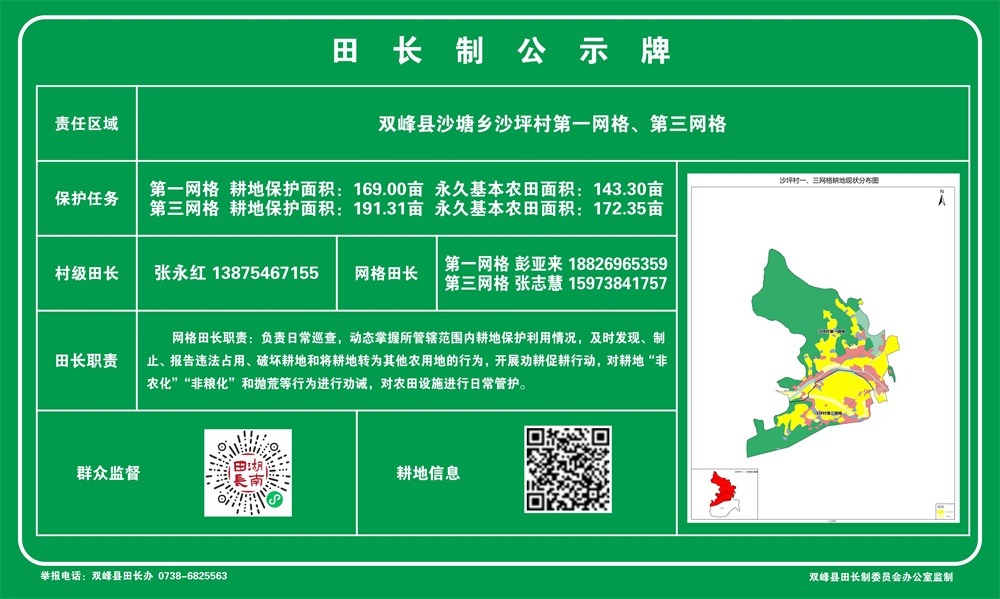 田长制公示牌
责任区域
双峰县沙塘乡沙坪村第一网格、第三网格
保护任务
第一网格 耕地保护面积：169.00亩 永久基本农田面积：143.30亩
第三网格 耕地保护面积：191.31亩 永久基本农田面积：172.35亩
村级田长
张永红 13875467155
网格田长
第一网格 彭亚来 18826965359
第三网格 张志慧 15973841757
田长职责
网格田长职责：负责日常巡查，动态掌握所管辖范围内耕地保护利用情况，及时发现、制
止、报告违法占用、破坏耕地和将耕地转为其他农用地的行为，开展劝耕促耕行动，对耕地“非
农化”“非粮化”和抛荒等行为进行劝诫，对农田设施进行日常管护。
群众监督
湖南田長
耕地信息
沙坪村一、三网格耕地现状分布图
N
沙坪村第一网格
沙坪村第三网格
举报电话：双峰县田长办 0738-6825563
双峰县田长制委员会办公室监制